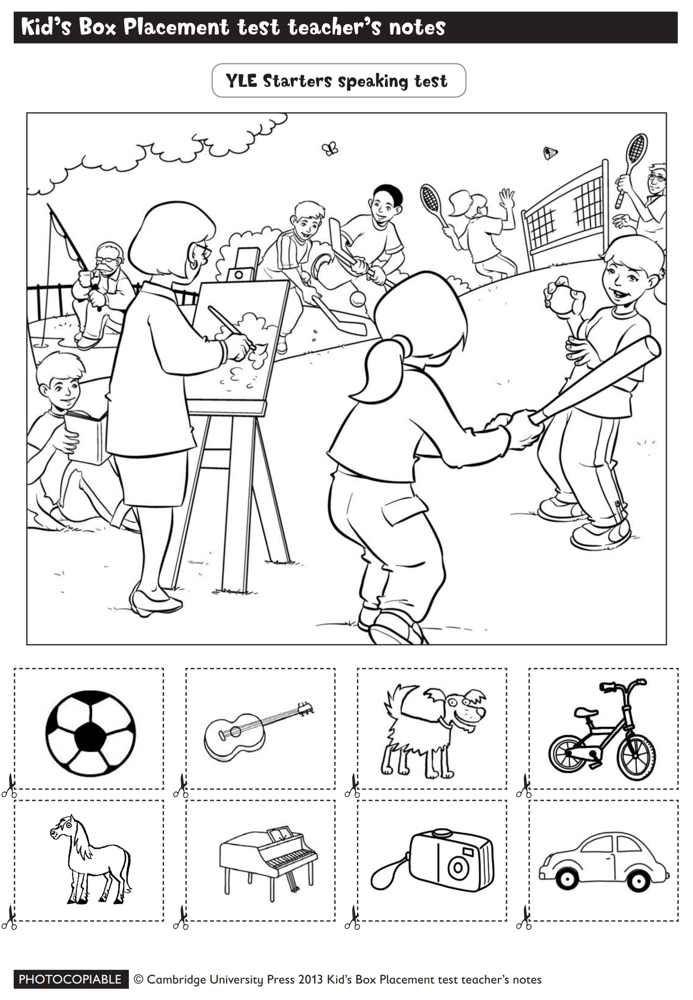 Kid's Box Placement test teacher's notes
YLE Starters speaking test
PHOTOCOPIABLE © Cambridge University Press 2013 Kid's Box Placement test teacher's notes